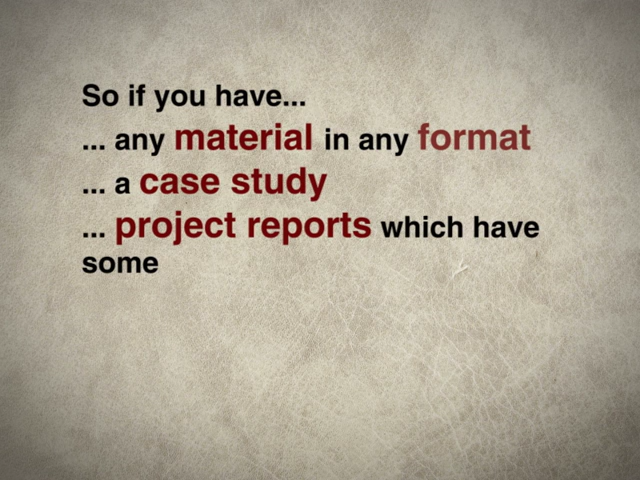 So if you have...
... any material in any format
... a case study
... project reports which have
some